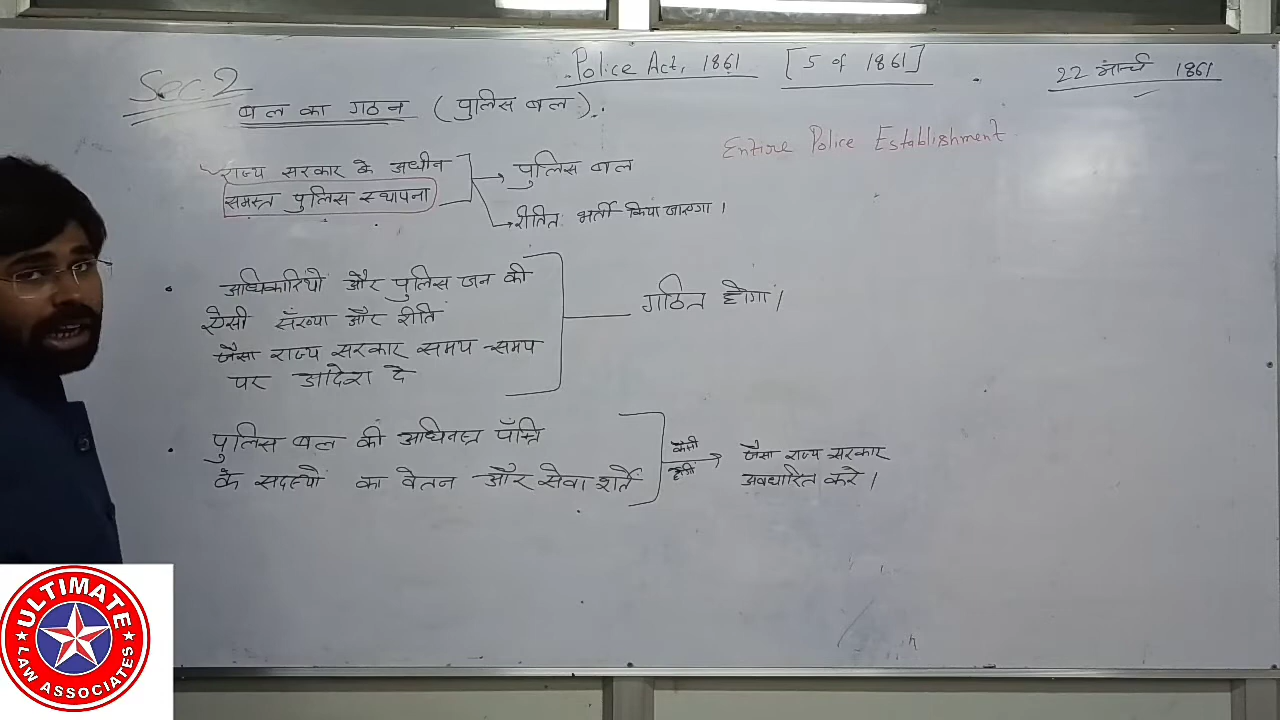 Police Act, 1861 [5 of 1861]
22 मार्च 1861
Sec. 2
बल का गठन (पुलिस बल).
Entire Police Establishment
राज्य सरकार के अधीन
समस्त पुलिस स्थापना
पुलिस बल
रीतितः भर्ती किया जाएगा।
अधिकारियों और पुलिस जन की
ऐसी संख्या और रीति
जैसा राज्य सरकार समय-समय
पर आदेश दे
गठित होगा।
पुलिस बल की अधिनस्त पँक्ति
के सदस्यों का वेतन और सेवा शर्तें
जैसा राज्य सरकार
अवधारित करे।
ULTIMATE
LAW ASSOCIATES